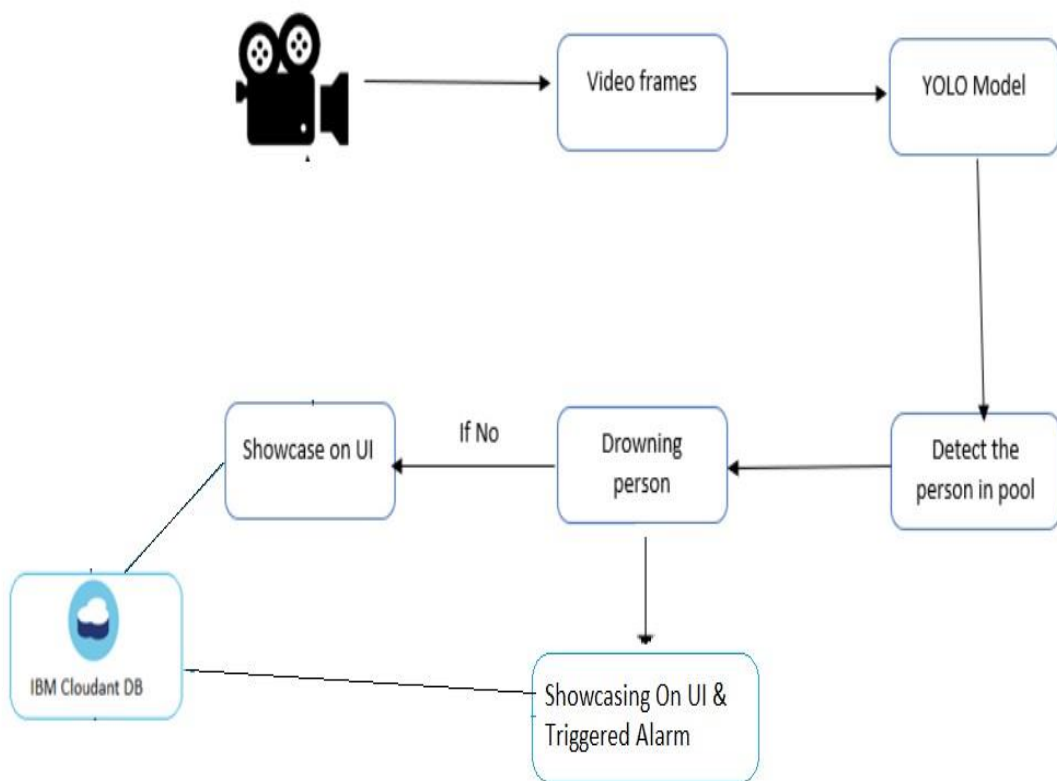 Video frames
YOLO Model
Showcase on UI
If No
Drowning
person
Detect the
person in pool
IBM Cloudant DB
Showcasing On UI &
Triggered Alarm